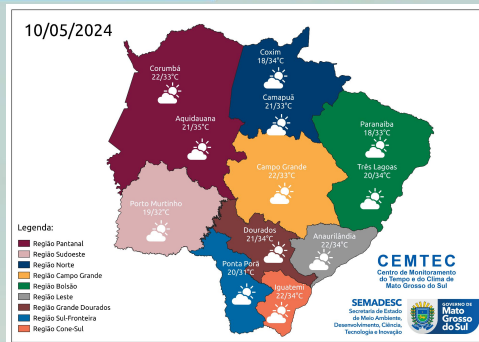 10/05/2024
Coxim
18/34°C
Corumbá
22/33°C
Camapuã
21/33°C
Aquidauana
21/35°C
Paranaíba
18/33°C
Campo Grande
22/33°C
Três Lagoas
20/34°C
Porto Murtinho
19/32°C
Dourados
21/34°C
Anaurilândia
22/34°C
Ponta Porã
20/31°C
Iguatemi
22/34°C
Legenda:
Região Pantanal
Região Sudoeste
Região Norte
Região Campo Grande
Região Bolsão
Região Leste
Região Grande Dourados
Região Sul-Fronteira
Região Cone-Sul
CEMTEC
Centro de Monitoramento
do Tempo e do Clima de
Mato Grosso do Sul
SEMADESC
Secretaria de Estado
de Meio Ambiente,
Desenvolvimento, Ciência,
Tecnologia e Inovação
GOVERNO DE
Mato
Grosso
do Sul